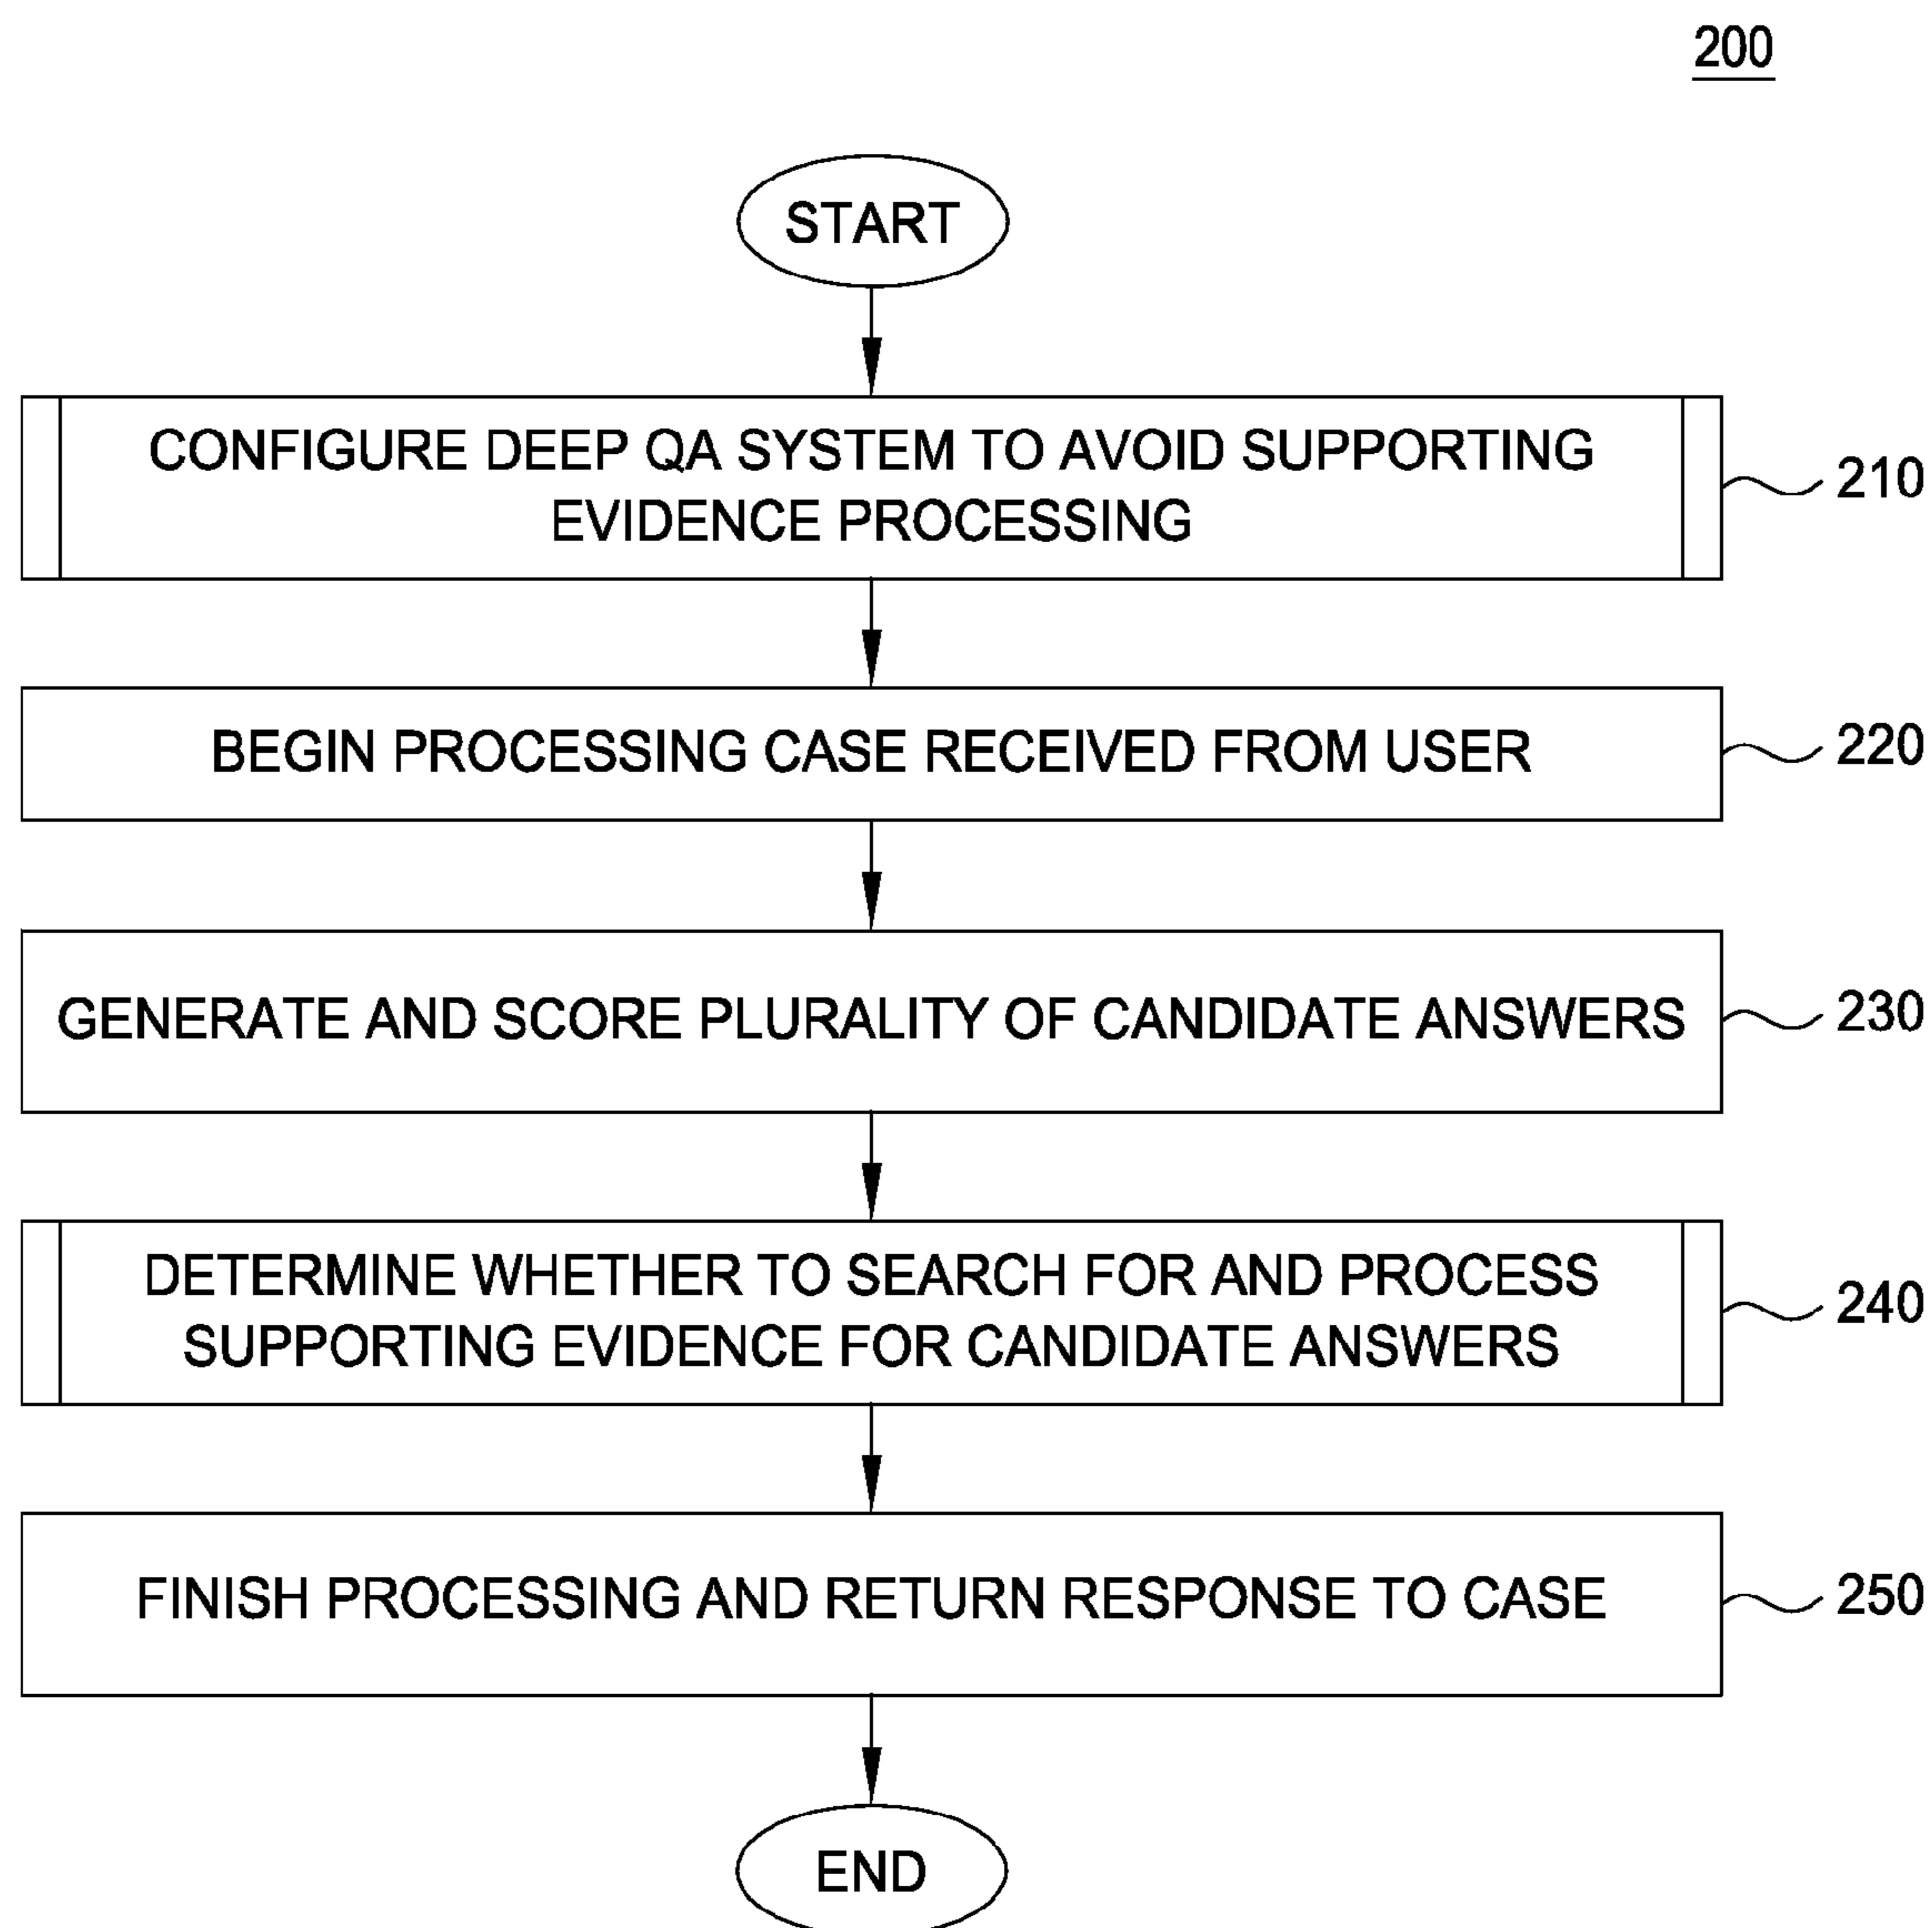 200
START
CONFIGURE DEEP QA SYSTEM TO AVOID SUPPORTING
EVIDENCE PROCESSING
210
BEGIN PROCESSING CASE RECEIVED FROM USER
220
GENERATE AND SCORE PLURALITY OF CANDIDATE ANSWERS
230
DETERMINE WHETHER TO SEARCH FOR AND PROCESS
SUPPORTING EVIDENCE FOR CANDIDATE ANSWERS
240
FINISH PROCESSING AND RETURN RESPONSE TO CASE
250
END